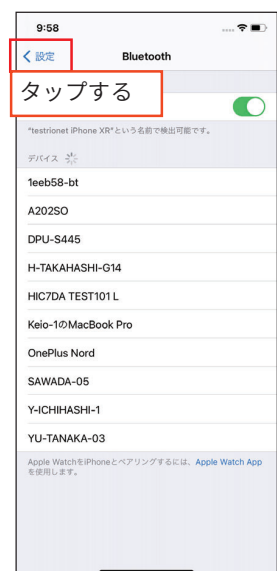 9:58
設定
Bluetooth
タップする
"testrionet iPhone XR"という名前で検出可能です。
デバイス
1eeb58-bt
A202SO
DPU-S445
H-TAKAHASHI-G14
HIC7DA TEST101 L
Keio-1のMacBook Pro
OnePlus Nord
SAWADA-05
Y-ICHIHASHI-1
YU-TANAKA-03
Apple WatchをiPhoneとペアリングするには、Apple Watch App
を使用します。